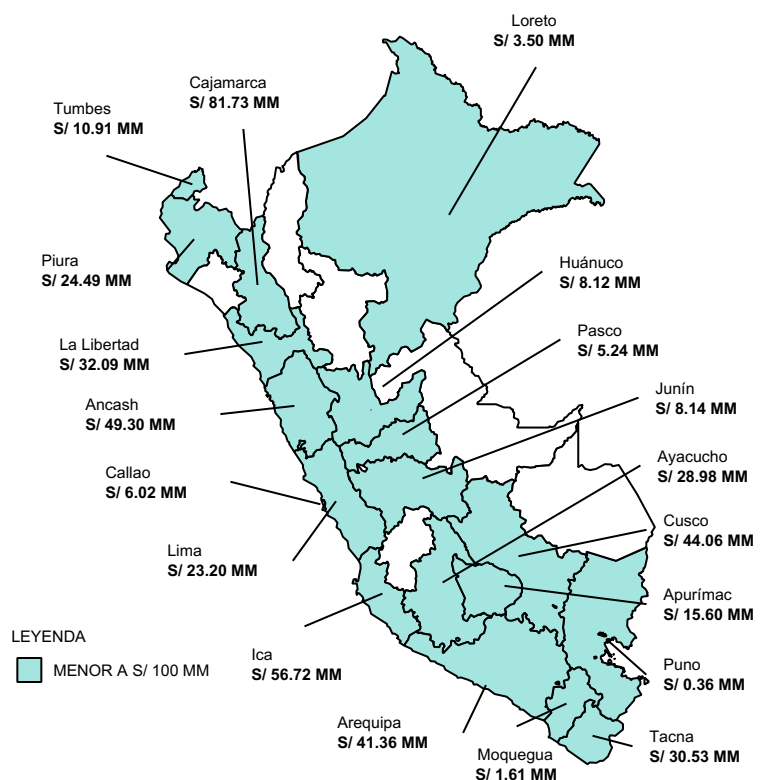 Loreto
S/ 3.50 MM
Cajamarca
S/ 81.73 MM
Tumbes
S/ 10.91 MM
Piura
S/ 24.49 MM
Huánuco
S/ 8.12 MM
Pasco
S/ 5.24 MM
La Libertad
S/ 32.09 MM
Junín
S/ 8.14 MM
Ancash
S/ 49.30 MM
Ayacucho
S/ 28.98 MM
Callao
S/ 6.02 MM
Cusco
S/ 44.06 MM
Lima
S/ 23.20 MM
Apurímac
S/ 15.60 MM
LEYENDA
MENOR A S/ 100 MM
Ica
S/ 56.72 MM
Puno
S/ 0.36 MM
Arequipa
S/ 41.36 MM
Moquegua
S/ 1.61 MM
Tacna
S/ 30.53 MM